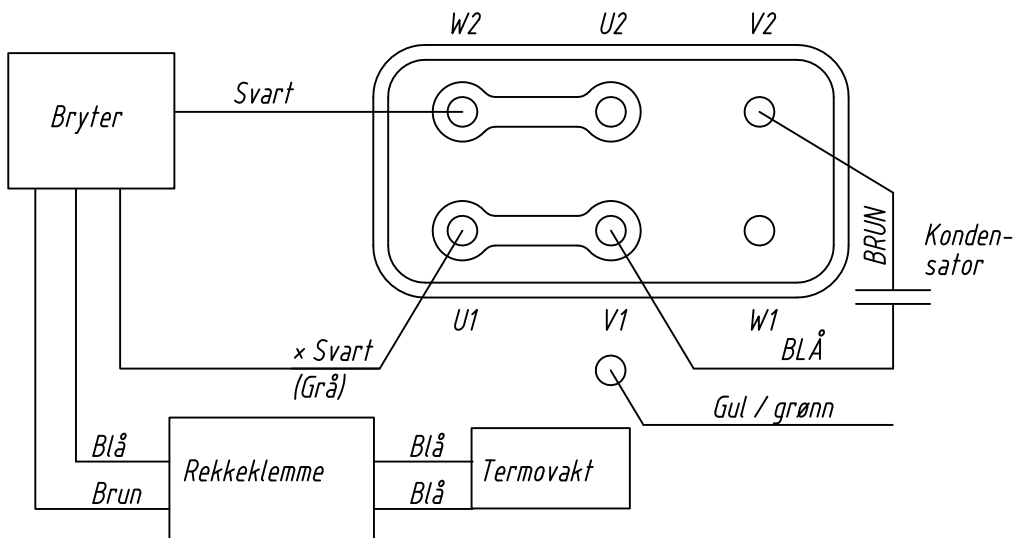 W2 U2 V2
Bryter
Svart
BRUN
Konden-
sator
U1 V1 W1
× Svart
(Grå)
BLÅ
Gul / grønn
Blå
Brun
Rekkeklemme
Blå
Blå
Termovakt